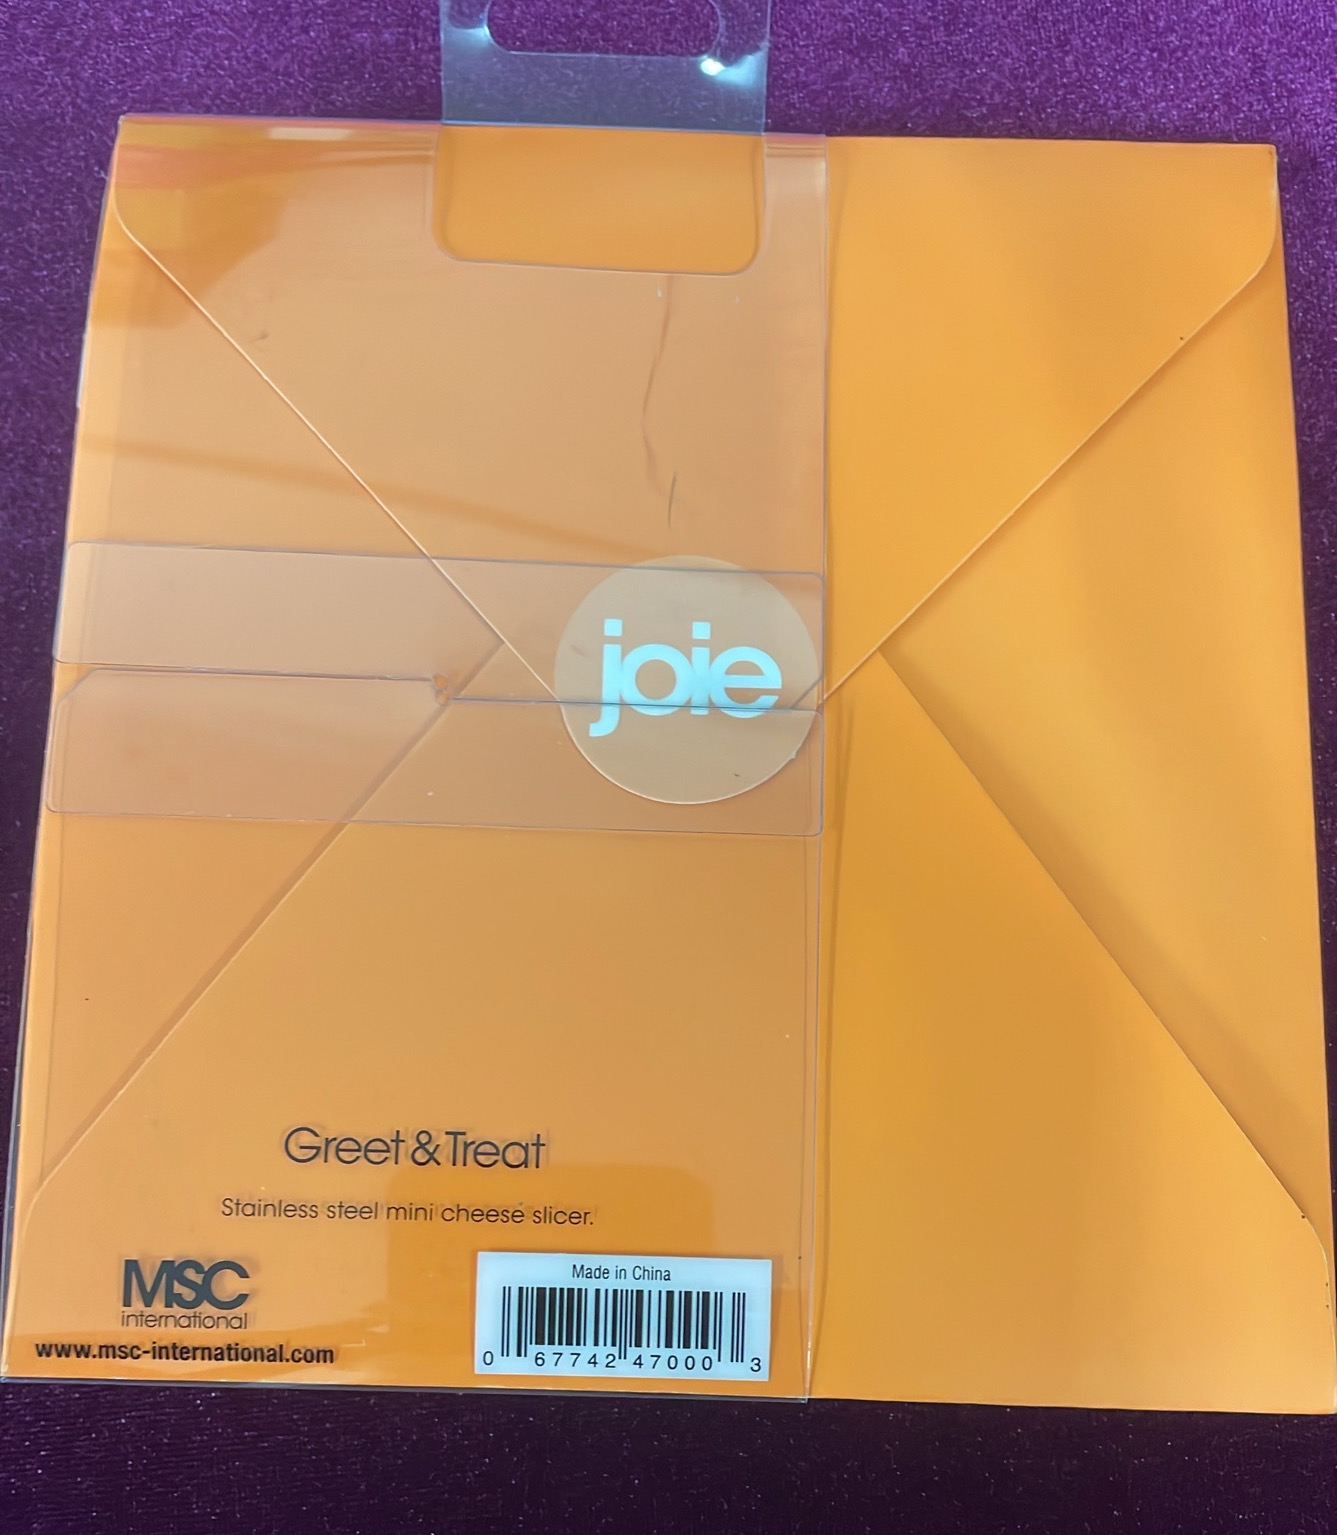 joie
Greet & Treat
Stainless steel mini cheese slicer.
MSC
international
www.msc-international.com
Made in China
0 67742 47000 3